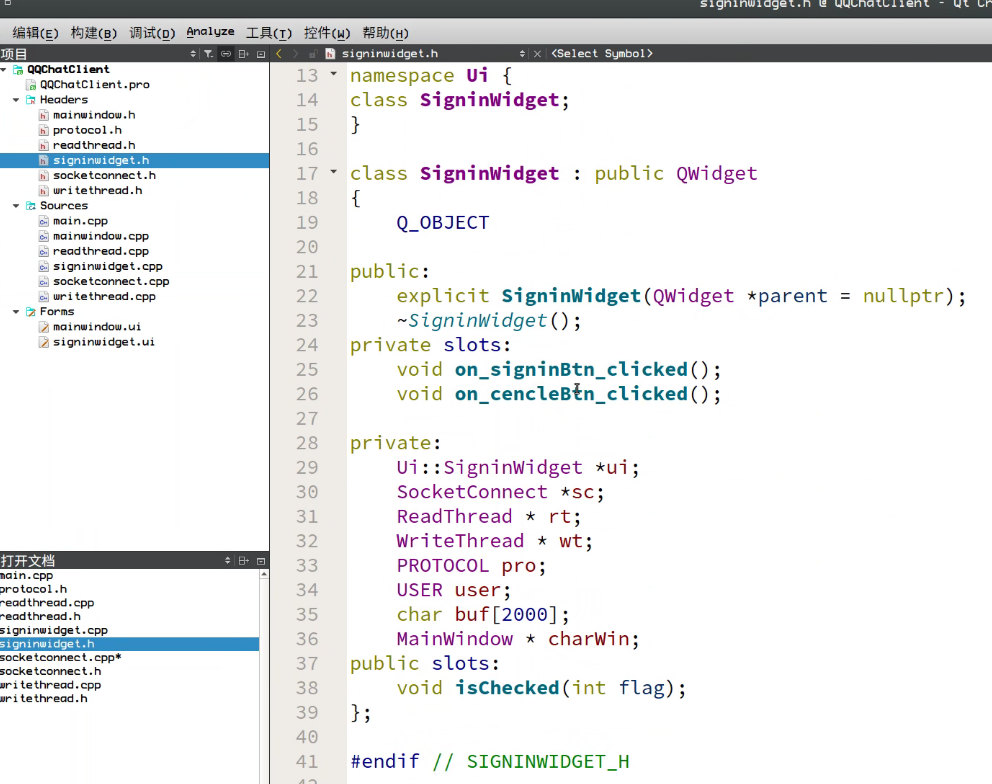 signinwidget.h @ QQChatClient - Qt
编辑(E) 构建(B) 调试(D) Analyze 工具(T) 控件(W) 帮助(H)
项目
signinwidget.h
<Select Symbol>
QQChatClient
QQChatClient.pro
Headers
mainwindow.h
protocol.h
readthread.h
signinwidget.h
socketconnect.h
writethread.h
Sources
main.cpp
mainwindow.cpp
readthread.cpp
signinwidget.cpp
socketconnect.cpp
writethread.cpp
Forms
mainwindow.ui
signinwidget.ui
打开文档
main.cpp
protocol.h
readthread.cpp
readthread.h
signinwidget.cpp
signinwidget.h
socketconnect.cpp*
socketconnect.h
writethread.cpp
writethread.h
13 namespace Ui {
14 class SigninWidget;
15 }
16
17 class SigninWidget : public QWidget
18 {
19 Q_OBJECT
20
21 public:
22 explicit SigninWidget(QWidget *parent = nullptr);
23 ~SigninWidget();
24 private slots:
25 void on_signinBtn_clicked();
26 void on_cencleBtn_clicked();
27
28 private:
29 Ui::SigninWidget *ui;
30 SocketConnect *sc;
31 ReadThread * rt;
32 WriteThread * wt;
33 PROTOCOL pro;
34 USER user;
35 char buf[2000];
36 MainWindow * charWin;
37 public slots:
38 void isChecked(int flag);
39 };
40
41 #endif // SIGNINWIDGET_H